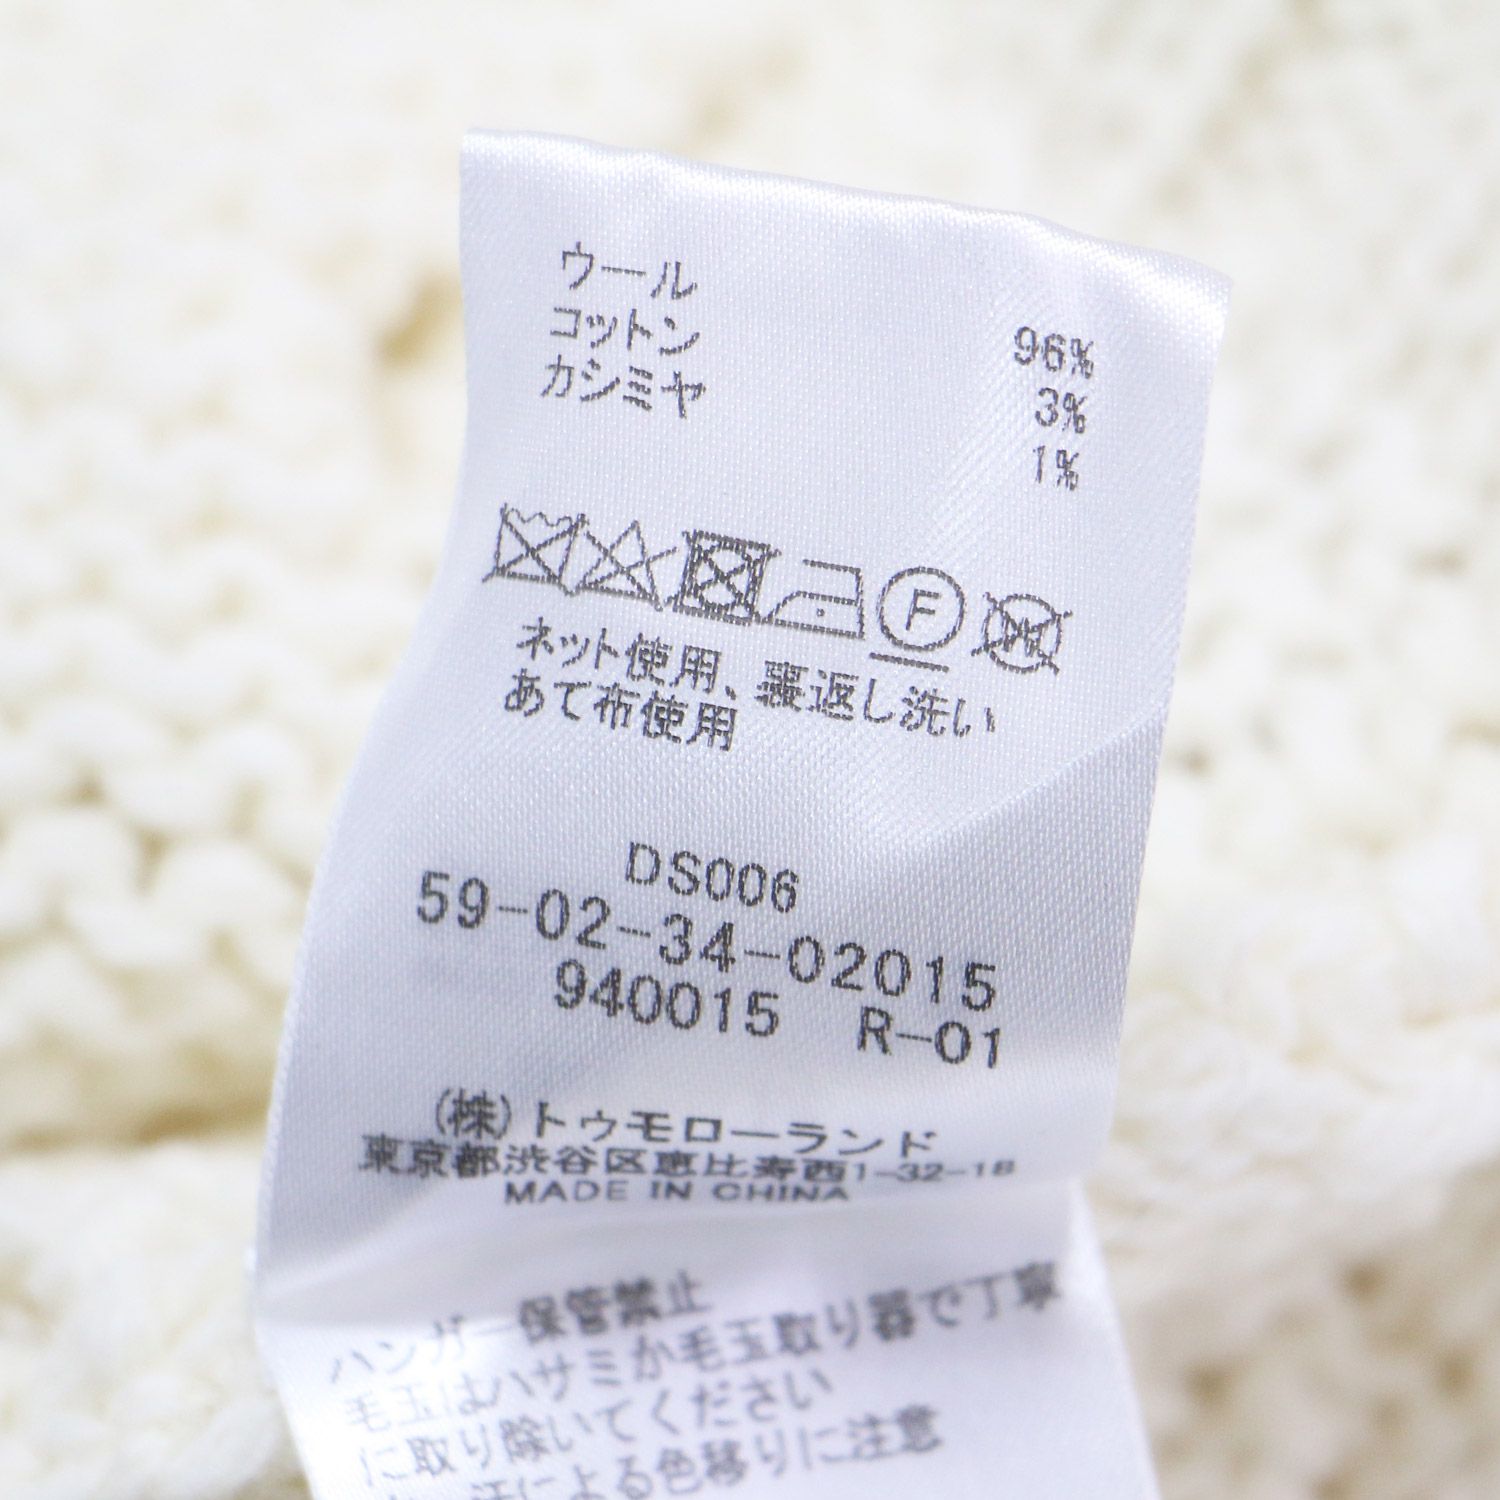 ウール 96%
コットン 3%
カシミヤ 1%
F W
ネット使用、裏返し洗い
あて布使用
DS006
59-02-34-02015
940015 R-01
(株)トゥモローランド
東京都渋谷区恵比寿西1-32-18
MADE IN CHINA
ハンガー保管禁止
毛玉はハサミか毛玉取り器で丁寧
に取り除いてください
汗による色移りに注意